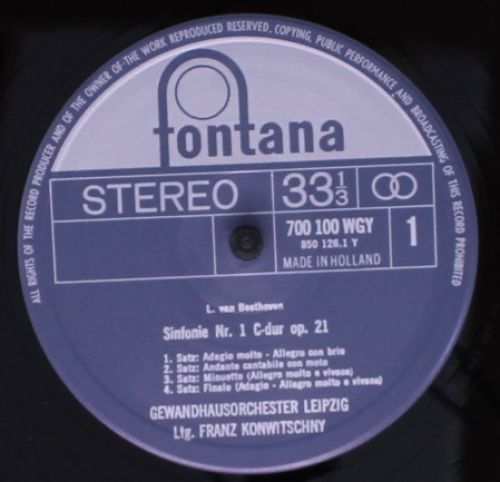 ALL RIGHTS OF THE RECORD PRODUCER AND OF THE OWNER OF THE WORK REPRODUCED RESERVED. COPYING, PUBLIC PERFORMANCE AND BROADCASTING OF THIS RECORD PROHIBITED
fontana
STEREO
33 1/3
700 100 WGY
850 126.1 Y
1
MADE IN HOLLAND
L. van Beethoven
Sinfonie Nr. 1 C-dur op. 21
1. Satz: Adagio molto - Allegro con brio
2. Satz: Andante cantabile con moto
3. Satz: Minuetto (Allegro molto e vivace)
4. Satz: Finale (Adagio - Allegro molto e vivace)
GEWANDHAUSORCHESTER LEIPZIG
Ltg. FRANZ KONWITSCHNY